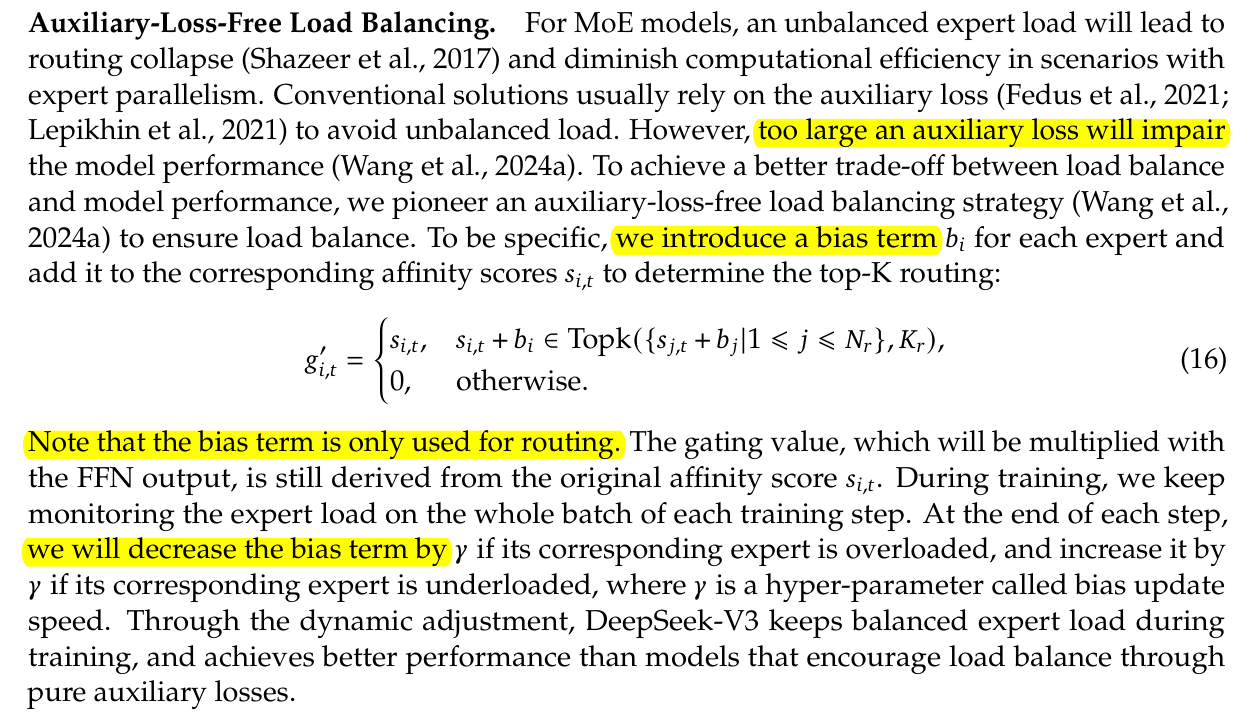 Auxiliary-Loss-Free Load Balancing. For MoE models, an unbalanced expert load will lead to
routing collapse (Shazeer et al., 2017) and diminish computational efficiency in scenarios with
expert parallelism. Conventional solutions usually rely on the auxiliary loss (Fedus et al., 2021;
Lepikhin et al., 2021) to avoid unbalanced load. However, too large an auxiliary loss will impair
the model performance (Wang et al., 2024a). To achieve a better trade-off between load balance
and model performance, we pioneer an auxiliary-loss-free load balancing strategy (Wang et al.,
2024a) to ensure load balance. To be specific, we introduce a bias term b_i for each expert and
add it to the corresponding affinity scores s_{i,t} to determine the top-K routing:
g′_{i,t} = { s_{i,t}, s_{i,t} + b_i ∈ Topk({s_{j,t} + b_j|1 ⩽ j ⩽ N_r}, K_r), (16)
0, otherwise.
Note that the bias term is only used for routing. The gating value, which will be multiplied with
the FFN output, is still derived from the original affinity score s_{i,t}. During training, we keep
monitoring the expert load on the whole batch of each training step. At the end of each step,
we will decrease the bias term by γ if its corresponding expert is overloaded, and increase it by
γ if its corresponding expert is underloaded, where γ is a hyper-parameter called bias update
speed. Through the dynamic adjustment, DeepSeek-V3 keeps balanced expert load during
training, and achieves better performance than models that encourage load balance through
pure auxiliary losses.